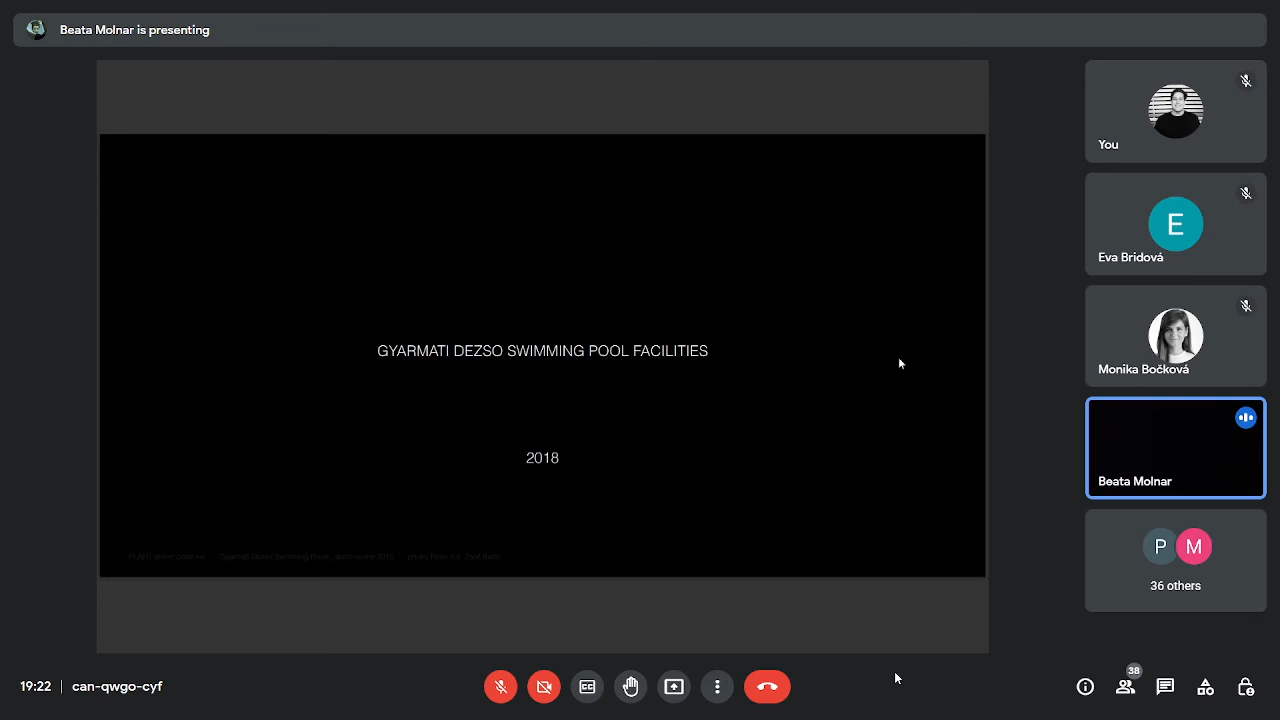 Beata Molnar is presenting
You
E
Eva Bridová
Monika Bočková
GYARMATI DEZSO SWIMMING POOL FACILITIES
2018
Beata Molnar
P M
36 others
19:22 | can-qwgo-cyf
CC
38